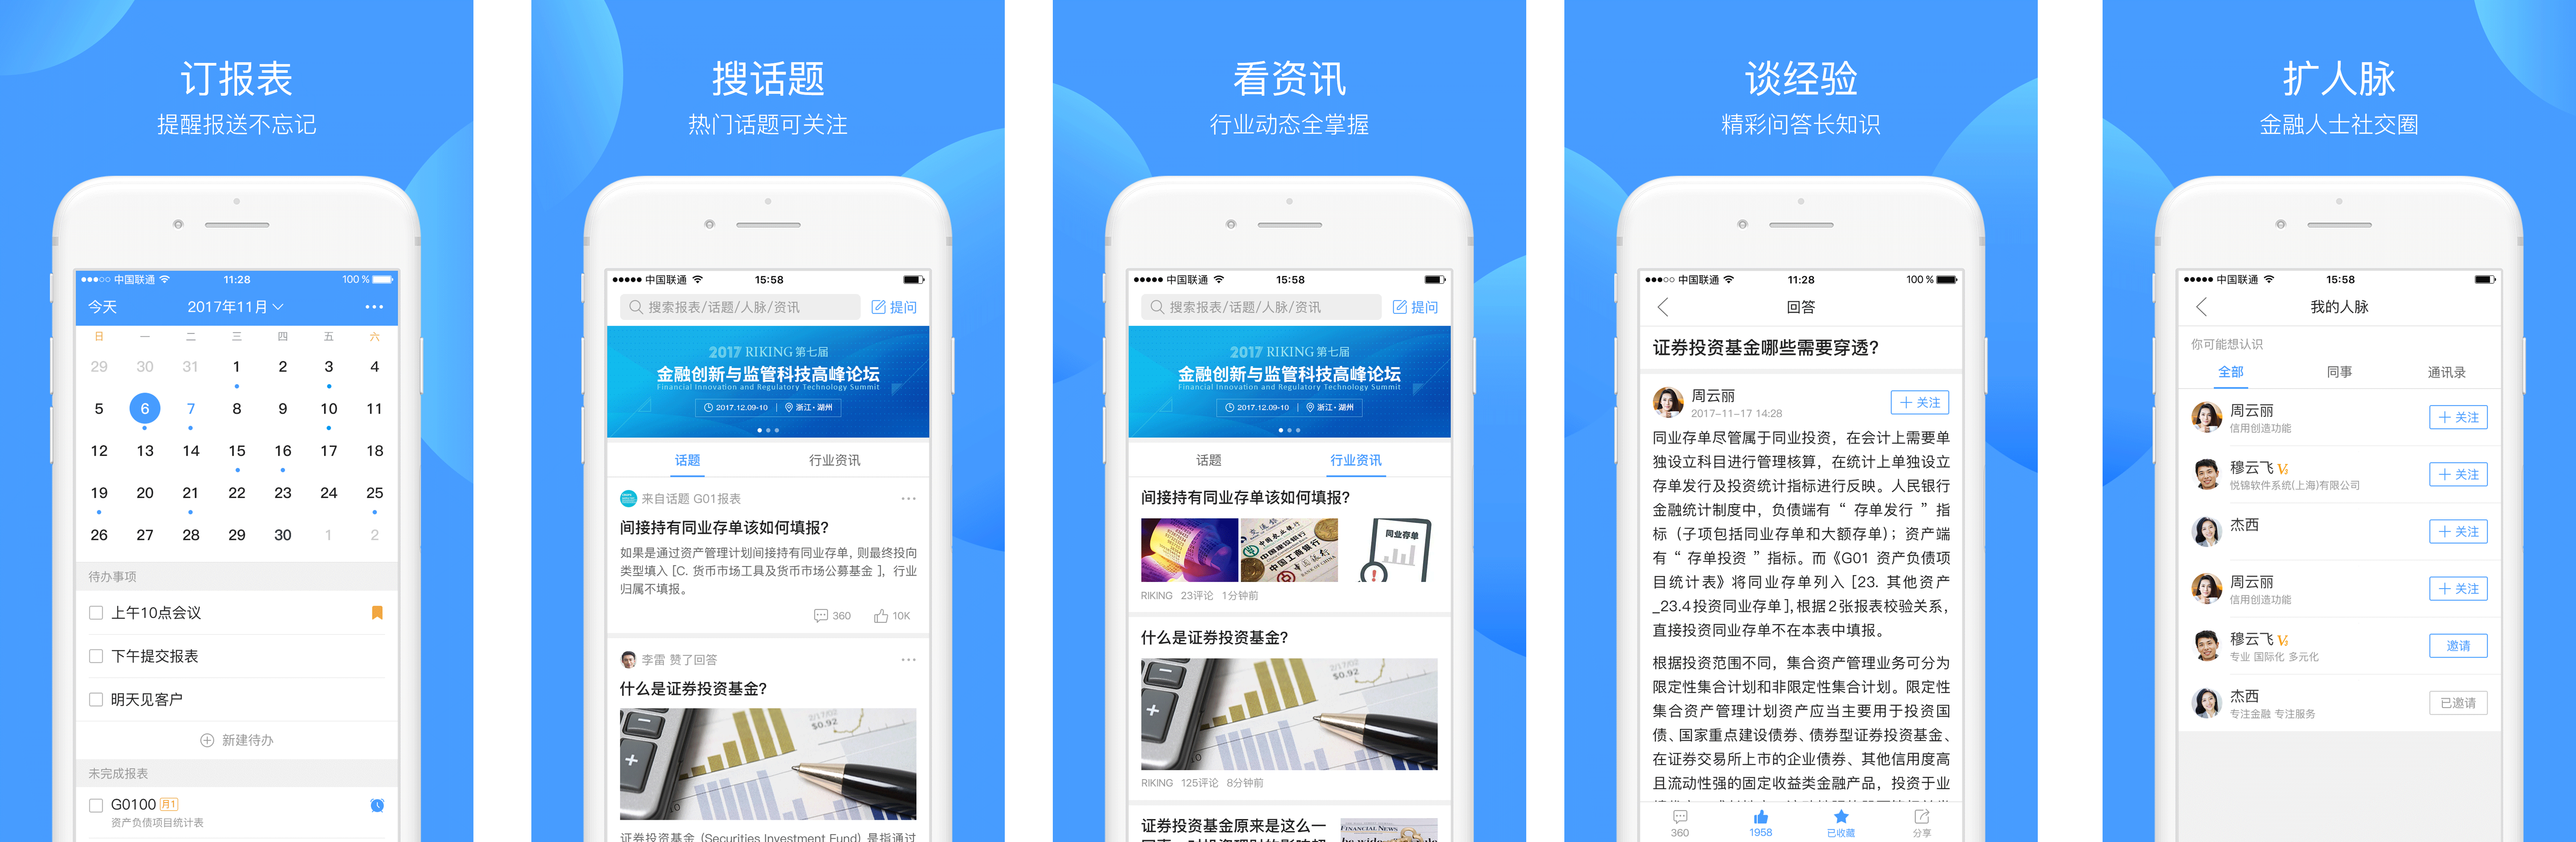 订报表
提醒报送不忘记
中国联通 11:28 100 %
今天 2017年11月
日 一 二 三 四 五 六
29 30 31 1 2 3 4
5 6 7 8 9 10 11
12 13 14 15 16 17 18
19 20 21 22 23 24 25
26 27 28 29 30 1 2
待办事项
上午10点会议
下午提交报表
明天见客户
新建待办
未完成报表
G0100 月1
资产负债项目统计表
搜话题
热门话题可关注
中国联通 15:58
搜索报表/话题/人脉/资讯 提问
2017 RIKING 第七届
金融创新与监管科技高峰论坛
Financial Innovation and Regulatory Technology Summit
2017.12.09-10 | 浙江·湖州
话题 行业资讯
来自话题 G01报表
间接持有同业存单该如何填报?
如果是通过资产管理计划间接持有同业存单, 则最终投向
类型填入 [C. 货币市场工具及货币市场公募基金 ], 行业
归属不填报。
360 10K
李雷 赞了回答
什么是证券投资基金?
2/17/02
$0.92
证券投资基金 (Securities Investment Fund) 是指通过
看资讯
行业动态全掌握
中国联通 15:58
搜索报表/话题/人脉/资讯 提问
2017 RIKING 第七届
金融创新与监管科技高峰论坛
Financial Innovation and Regulatory Technology Summit
2017.12.09-10 | 浙江·湖州
话题 行业资讯
间接持有同业存单该如何填报?
中国建设银行
中国工商银行
同业存单
RIKING 23评论 1分钟前
什么是证券投资基金?
2/17/02
$0.92
RIKING 125评论 8分钟前
证券投资基金原来是这么一
FINANCIAL NEWS
谈经验
精彩问答长知识
中国联通 11:28 100 %
回答
证券投资基金哪些需要穿透?
周云丽
2017-11-17 14:28
关注
同业存单尽管属于同业投资，在会计上需要单
独设立科目进行管理核算，在统计上单独设立
存单发行及投资统计指标进行反映。人民银行
金融统计制度中，负债端有 “ 存单发行 ” 指
标（子项包括同业存单和大额存单）；资产端
有 “ 存单投资 ” 指标。而《G01 资产负债项
目统计表》将同业存单列入 [23. 其他资产
_23.4投资同业存单],根据2张报表校验关系，
直接投资同业存单不在本表中填报。
根据投资范围不同，集合资产管理业务可分为
限定性集合计划和非限定性集合计划。限定性
集合资产管理计划资产应当主要用于投资国
债、国家重点建设债券、债券型证券投资基金、
在证券交易所上市的企业债券、其他信用度高
且流动性强的固定收益类金融产品，投资于业
360 1958 已收藏 分享
扩人脉
金融人士社交圈
中国联通 15:58
我的人脉
你可能想认识
全部 同事 通讯录
周云丽
信用创造功能
关注
穆云飞
悦锦软件系统(上海)有限公司
关注
杰西
关注
周云丽
信用创造功能
关注
穆云飞
专业 国际化 多元化
邀请
杰西
专注金融 专注服务
已邀请